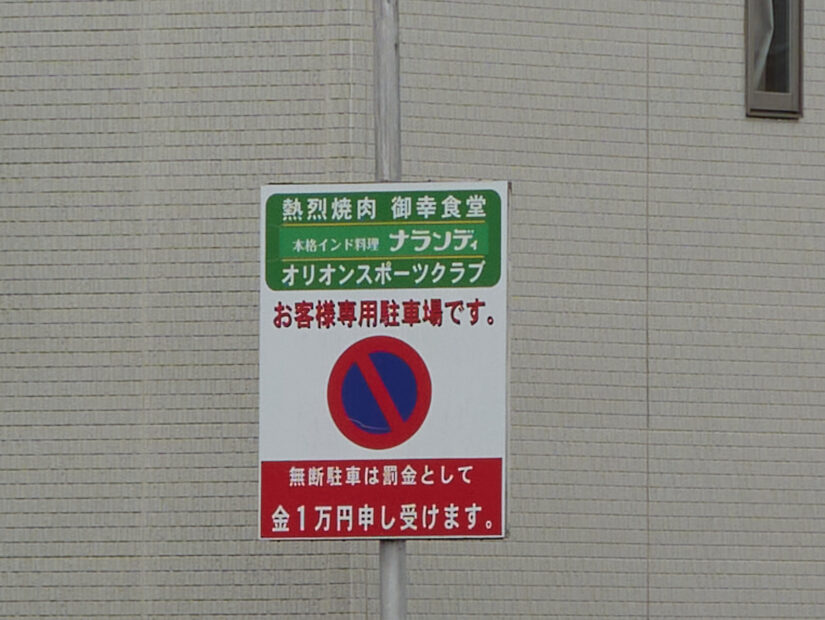 熱烈焼肉 御幸食堂
本格インド料理 ナランディ
オリオンスポーツクラブ
お客様専用駐車場です。
無断駐車は罰金として
金1万円申し受けます。